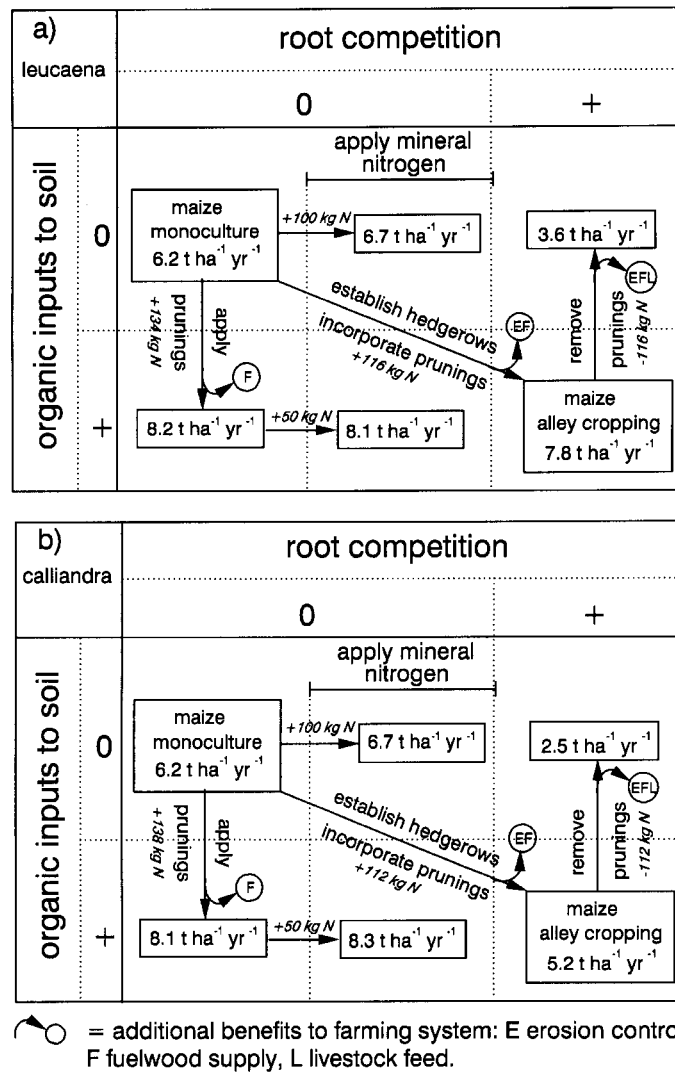 a)
leucaena
root competition
0
+
organic inputs to soil
0
+
apply mineral
nitrogen
maize
monoculture
6.2 t ha⁻¹ yr⁻¹
+100 kg N
6.7 t ha⁻¹ yr⁻¹
3.6 t ha⁻¹ yr⁻¹
apply
prunings
+134 kg N
F
establish hedgerows
incorporate prunings
+116 kg N
EF
remove
prunings
-116 kg N
EFL
8.2 t ha⁻¹ yr⁻¹
+50 kg N
8.1 t ha⁻¹ yr⁻¹
maize
alley cropping
7.8 t ha⁻¹ yr⁻¹
b)
calliandra
root competition
0
+
organic inputs to soil
0
+
apply mineral
nitrogen
maize
monoculture
6.2 t ha⁻¹ yr⁻¹
+100 kg N
6.7 t ha⁻¹ yr⁻¹
2.5 t ha⁻¹ yr⁻¹
apply
prunings
+138 kg N
F
establish hedgerows
incorporate prunings
+112 kg N
EF
remove
prunings
-112 kg N
EFL
8.1 t ha⁻¹ yr⁻¹
+50 kg N
8.3 t ha⁻¹ yr⁻¹
maize
alley cropping
5.2 t ha⁻¹ yr⁻¹
= additional benefits to farming system: E erosion contro
F fuelwood supply, L livestock feed.